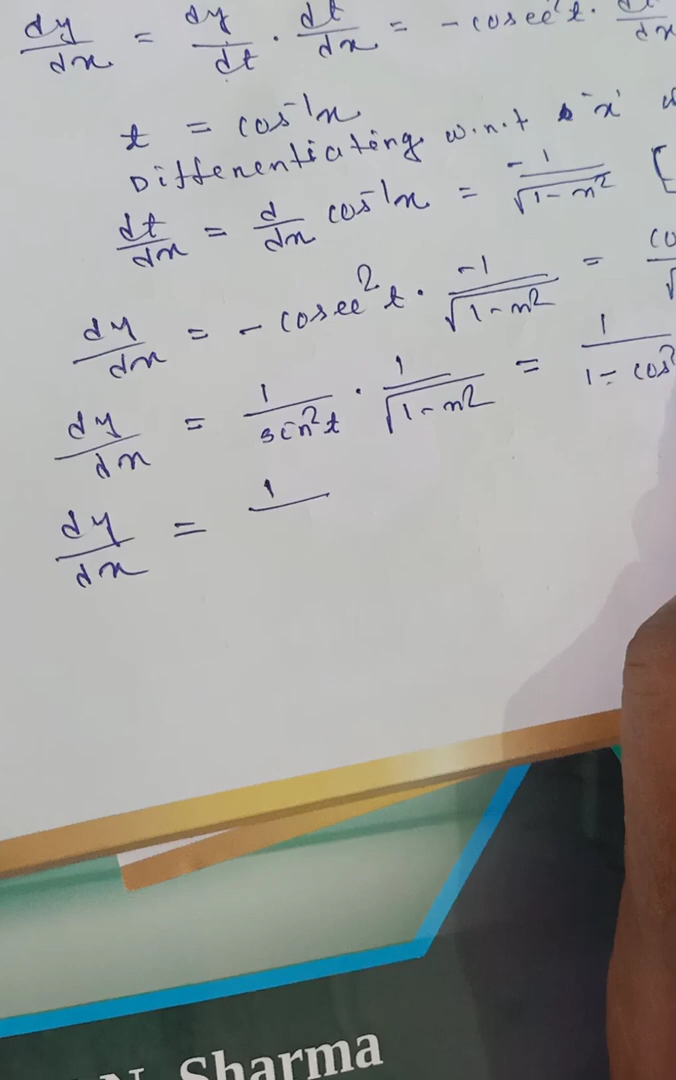 dy/dx = dy/dt · dt/dx = - cosec²t · dt/dx
t = cos⁻¹x
Differentiating w.r.t 'x'
dt/dx = d/dx cos⁻¹x = -1/√(1-x²) [
dy/dx = - cosec²t · -1/√(1-x²) =
dy/dx = 1/sin²t · 1/√(1-x²) = 1/1-cos²
dy/dx = 1/
Sharma